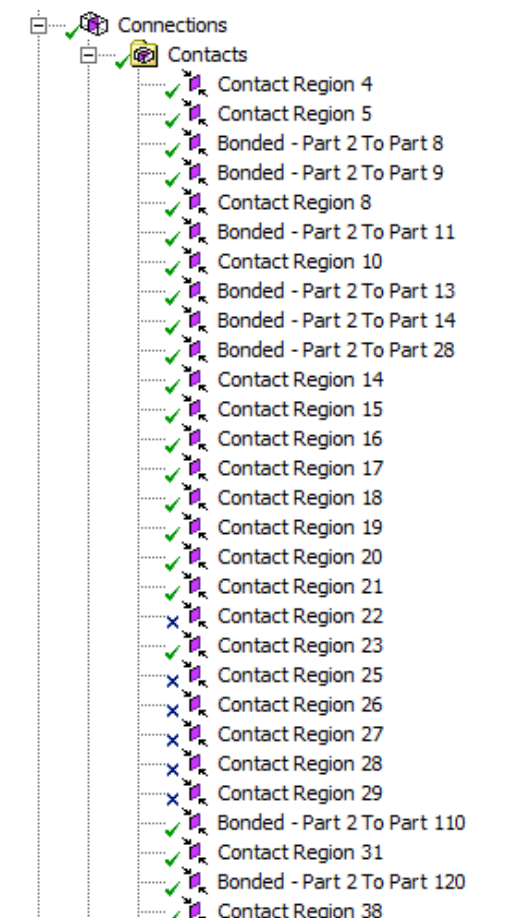 Connections
Contacts
Contact Region 4
Contact Region 5
Bonded - Part 2 To Part 8
Bonded - Part 2 To Part 9
Contact Region 8
Bonded - Part 2 To Part 11
Contact Region 10
Bonded - Part 2 To Part 13
Bonded - Part 2 To Part 14
Bonded - Part 2 To Part 28
Contact Region 14
Contact Region 15
Contact Region 16
Contact Region 17
Contact Region 18
Contact Region 19
Contact Region 20
Contact Region 21
Contact Region 22
Contact Region 23
Contact Region 25
Contact Region 26
Contact Region 27
Contact Region 28
Contact Region 29
Bonded - Part 2 To Part 110
Contact Region 31
Bonded - Part 2 To Part 120
Contact Region 38